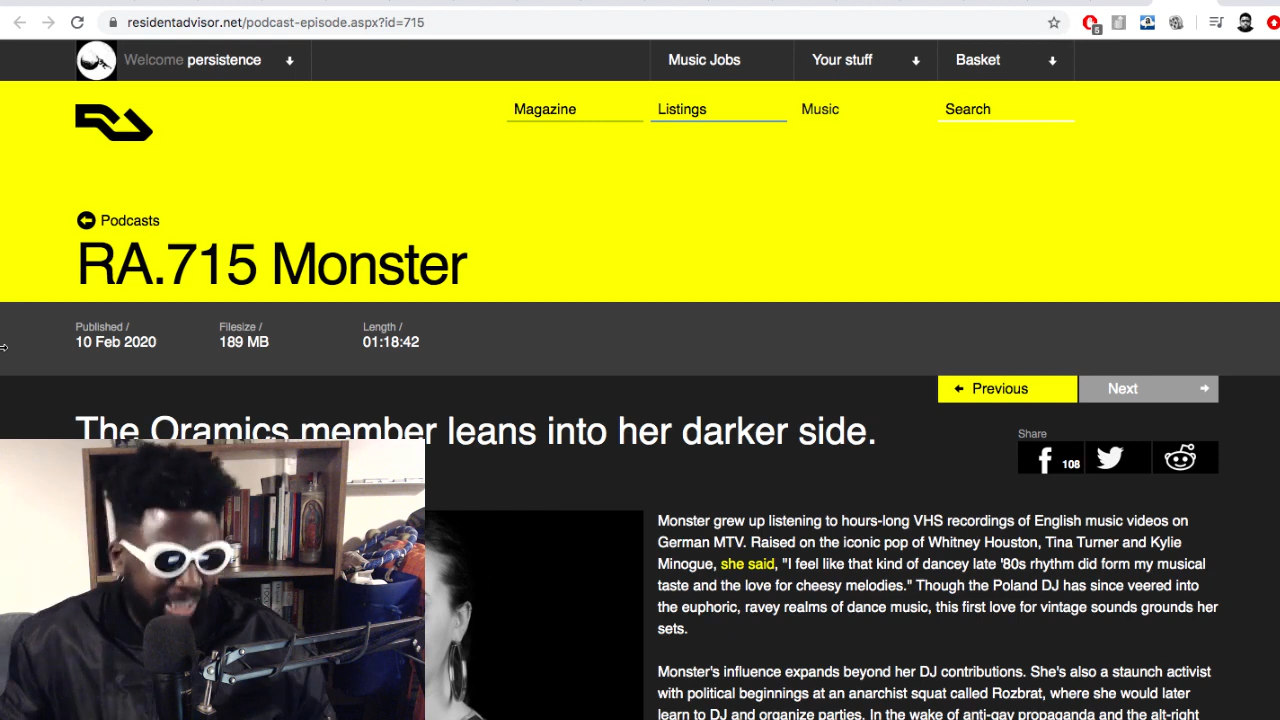 residentadvisor.net/podcast-episode.aspx?id=715
5
Welcome persistence
Music Jobs
Your stuff
Basket
Magazine
Listings
Music
Search
Podcasts
RA.715 Monster
Published /
10 Feb 2020
Filesize /
189 MB
Length /
01:18:42
Previous
Next
The Oramics member leans into her darker side.
Share
108
Monster grew up listening to hours-long VHS recordings of English music videos on
German MTV. Raised on the iconic pop of Whitney Houston, Tina Turner and Kylie
Minogue, she said, "I feel like that kind of dancey late '80s rhythm did form my musical
taste and the love for cheesy melodies." Though the Poland DJ has since veered into
the euphoric, ravey realms of dance music, this first love for vintage sounds grounds her
sets.
Monster's influence expands beyond her DJ contributions. She's also a staunch activist
with political beginnings at an anarchist squat called Rozbrat, where she would later
learn to DJ and organize parties. In the wake of anti-gay propaganda and the alt-right